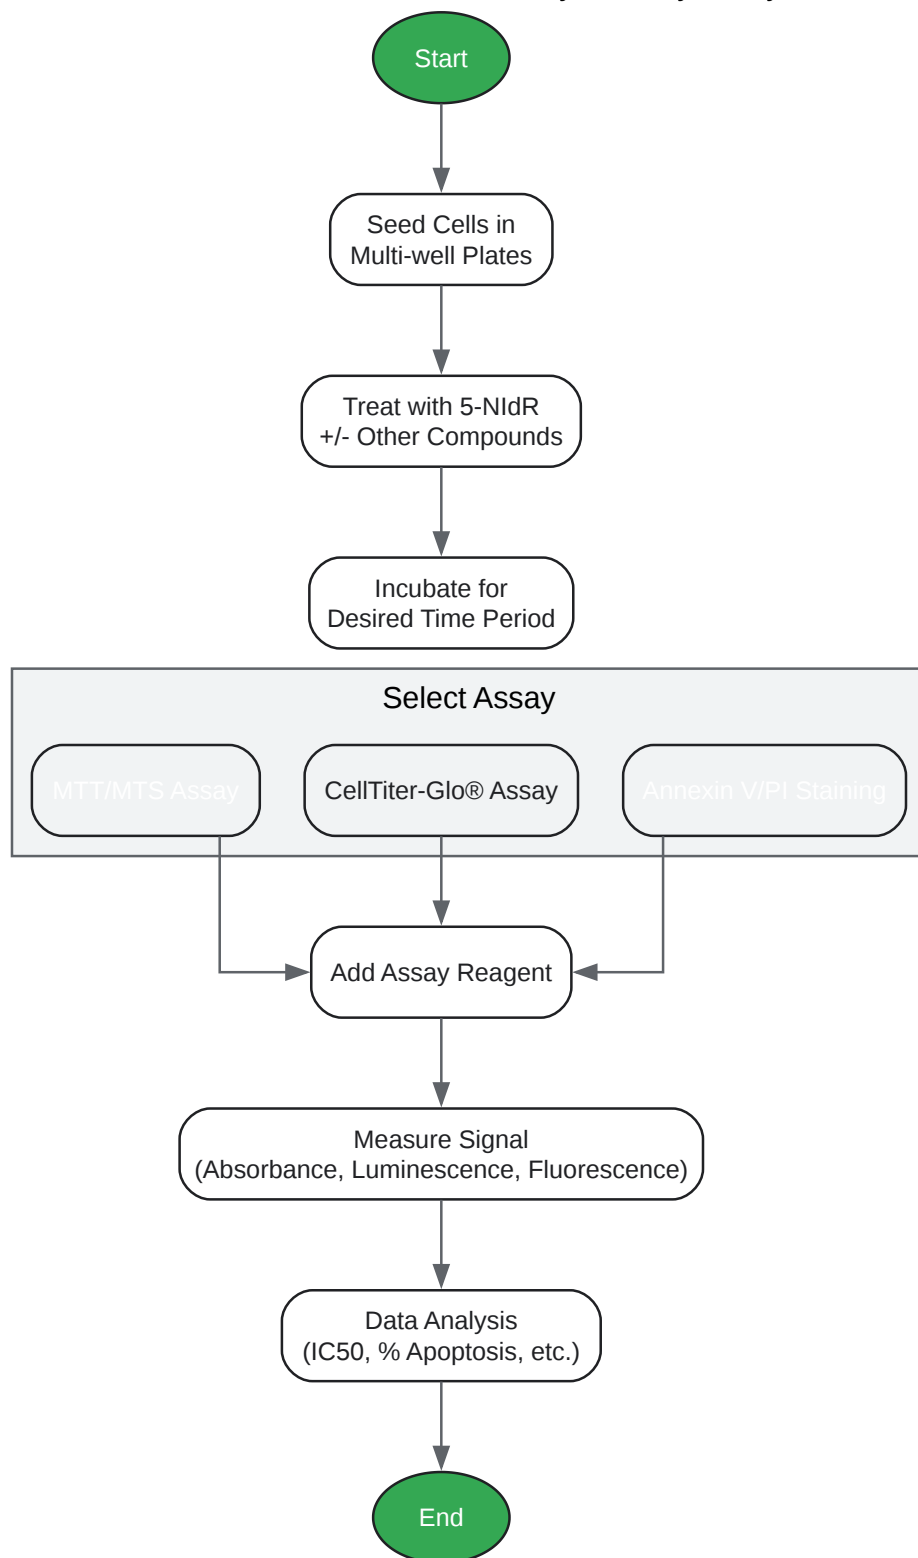 Start
Seed Cells in
Multi-well Plates
Treat with 5-NIdR
+/- Other Compounds
Incubate for
Desired Time Period
Select Assay
MTT/MTS Assay
CellTiter-Glo® Assay
Annexin V/PI Staining
Add Assay Reagent
Measure Signal
(Absorbance, Luminescence, Fluorescence)
Data Analysis
(IC50, % Apoptosis, etc.)
End